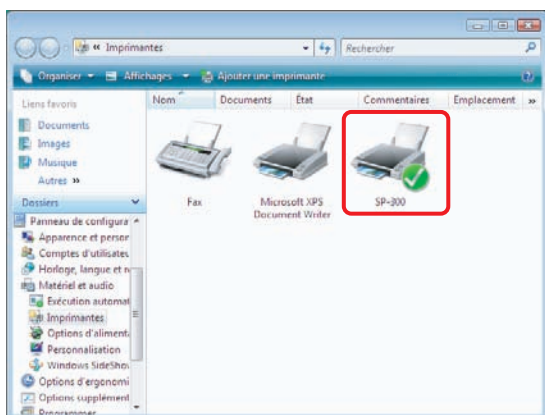 « Imprimantes
Rechercher
Organiser
Affichages
Ajouter une imprimante
Liens favoris
Documents
Images
Musique
Autres »
Dossiers
Panneau de configura
Apparence et person
Comptes d'utilisateu
Horloge, langue et n
Matériel et audio
Exécution automat
Imprimantes
Options d'alimenta
Personnalisation
Windows SideShow
Options d'ergonomi
Options supplément
Programmes
Nom
Documents
État
Commentaires
Emplacement
»
Fax
Microsoft XPS
Document Writer
SP-300